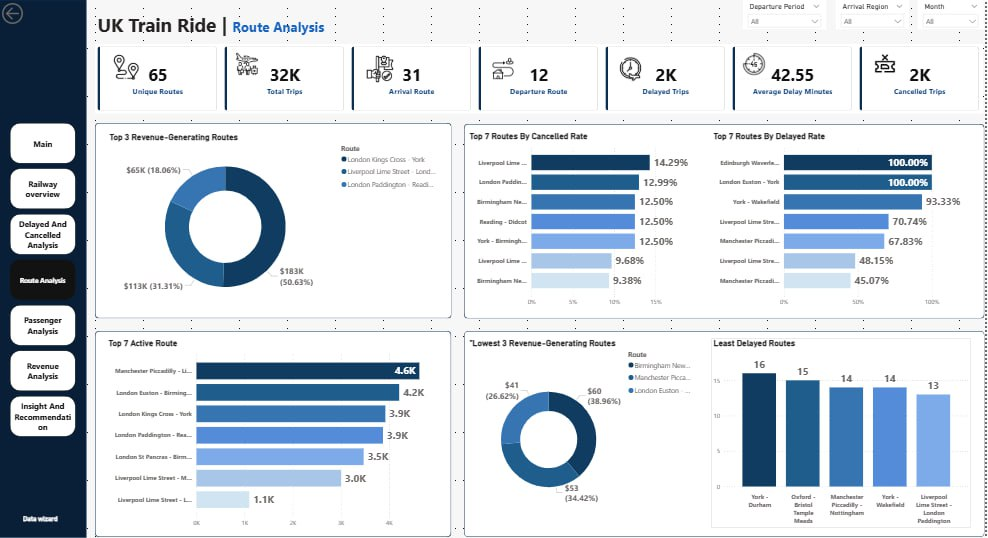 UK Train Ride | Route Analysis
Departure Period
All
Arrival Region
All
Month
All
65
Unique Routes
32K
Total Trips
31
Arrival Route
12
Departure Route
2K
Delayed Trips
42.55
Average Delay Minutes
2K
Cancelled Trips
Main
Railway
overview
Delayed And
Cancelled
Analysis
Route Analysis
Passenger
Analysis
Revenue
Analysis
Insight And
Recommendati
on
Data wizard
Top 3 Revenue-Generating Routes
$65K (18.06%)
$113K (31.31%)
$183K
(50.63%)
Route
London Kings Cross - York
Liverpool Lime Street - Lond...
London Paddington - Readi...
Top 7 Routes By Cancelled Rate
Liverpool Lime ... 14.29%
London Paddin... 12.99%
Birmingham Ne... 12.50%
Reading - Didcot 12.50%
York - Birmingh... 12.50%
Liverpool Lime ... 9.68%
Birmingham Ne... 9.38%
0% 5% 10% 15%
Top 7 Routes By Delayed Rate
Edinburgh Waverle... 100.00%
London Euston - York 100.00%
York - Wakefield 93.33%
Liverpool Lime Stre... 70.74%
Manchester Piccadi... 67.83%
Liverpool Lime Stre... 48.15%
Manchester Piccadi... 45.07%
0% 50% 100%
Top 7 Active Route
Manchester Piccadilly - Li... 4.6K
London Euston - Birming... 4.2K
London Kings Cross - York 3.9K
London Paddington - Rea... 3.9K
London St Pancras - Birm... 3.5K
Liverpool Lime Street - M... 3.0K
Liverpool Lime Street - L... 1.1K
0K 1K 2K 3K 4K
"Lowest 3 Revenue-Generating Routes
$41
(26.62%)
$60
(38.96%)
$53
(34.42%)
Route
Birmingham New...
Manchester Picca...
London Euston - ...
Least Delayed Routes
16 15 14 14 13
15
10
5
0
York -
Durham
Oxford -
Bristol
Temple
Meads
Manchester
Piccadilly -
Nottingham
York -
Wakefield
Liverpool
Lime Street -
London
Paddington